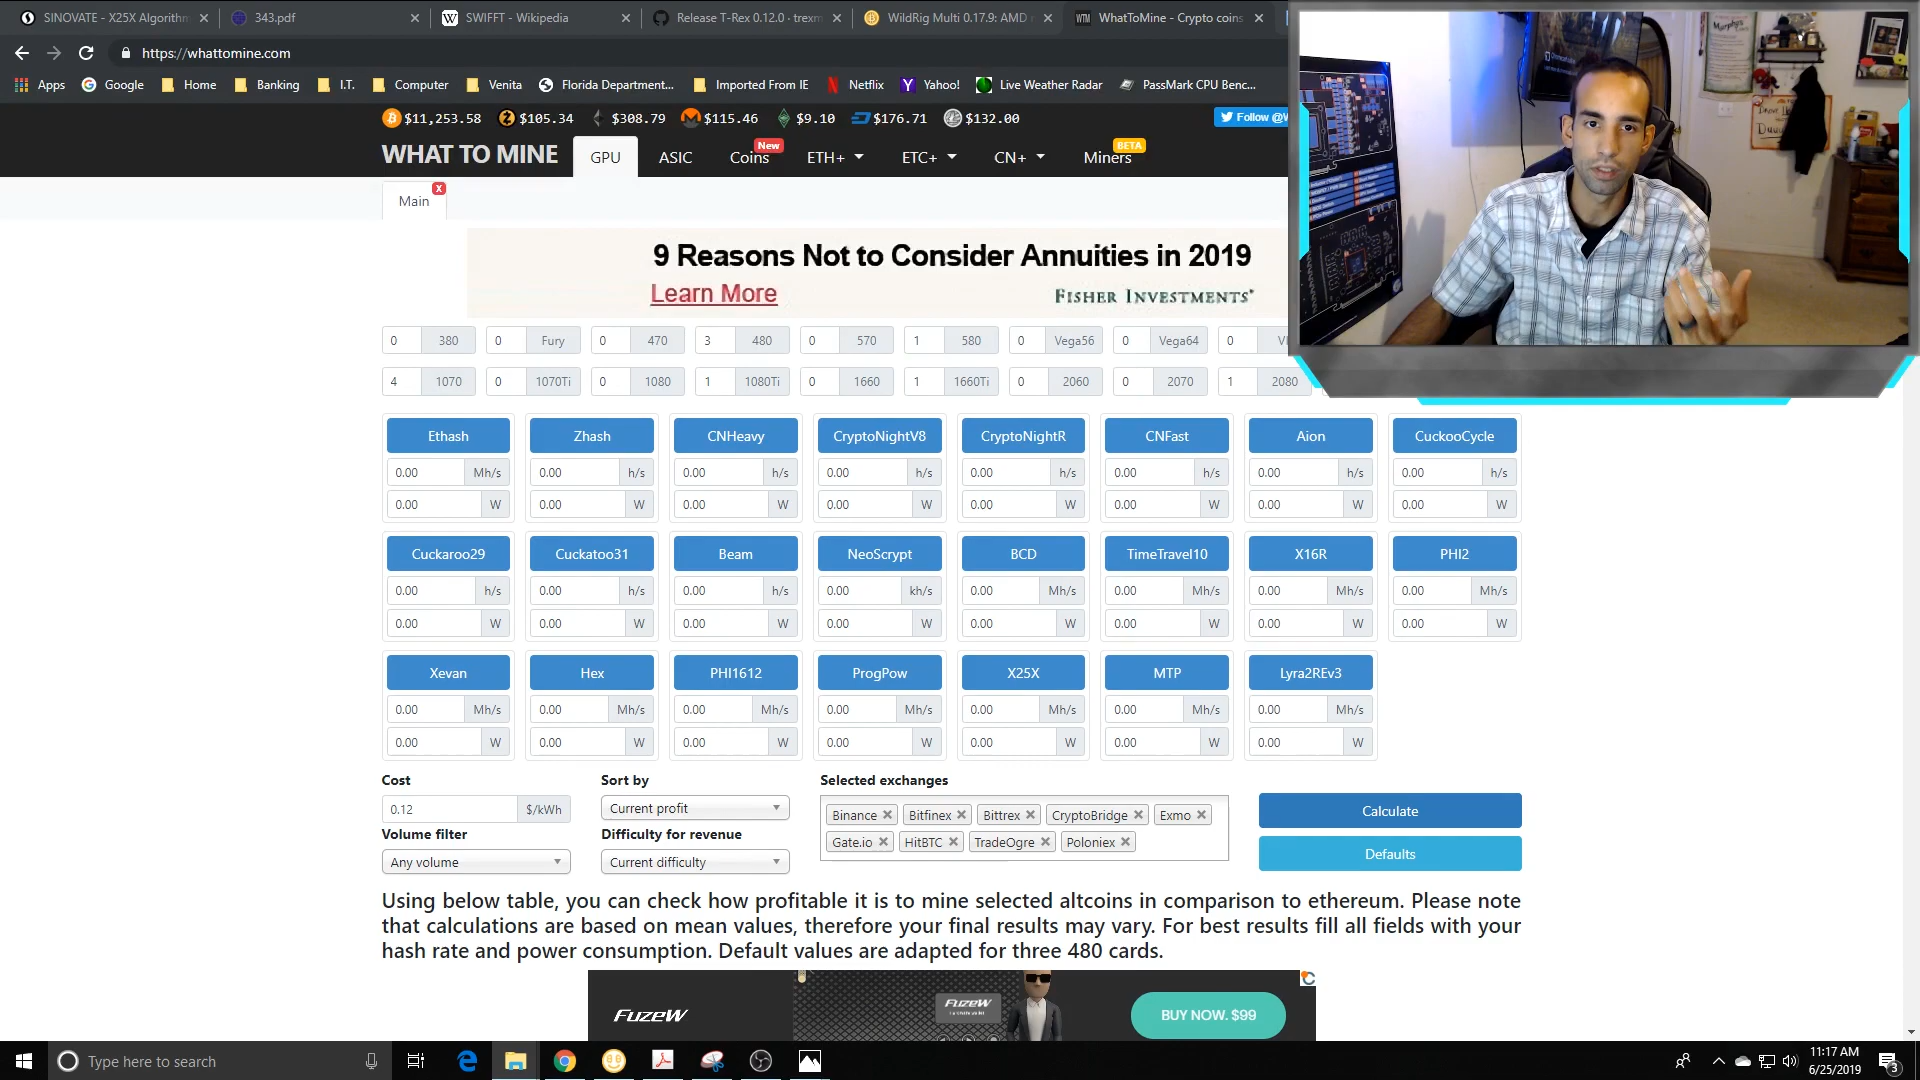 SINOVATE - X25X Algorithm
343.pdf
SWIFFT - Wikipedia
Release T-Rex 0.12.0 · trexm
WildRig Multi 0.17.9: AMD
WhatToMine - Crypto coins
https://whattomine.com
Apps
Google
Home
Banking
I.T.
Computer
Venita
Florida Department...
Imported From IE
Netflix
Yahoo!
Live Weather Radar
PassMark CPU Benc...
$11,253.58
$105.34
$308.79
$115.46
$9.10
$176.71
$132.00
Follow @W
WHAT TO MINE
GPU
ASIC
Coins
New
ETH+
ETC+
CN+
Miners
BETA
Main
x
9 Reasons Not to Consider Annuities in 2019
Learn More
FISHER INVESTMENTS
0 380 0 Fury 0 470 3 480 0 570 1 580 0 Vega56 0 Vega64 0
4 1070 0 1070Ti 0 1080 1 1080Ti 0 1660 1 1660Ti 0 2060 0 2070 1 2080
Ethash Zhash CNHeavy CryptoNightV8 CryptoNightR CNFast Aion CuckooCycle
0.00 Mh/s 0.00 h/s 0.00 h/s 0.00 h/s 0.00 h/s 0.00 h/s 0.00 h/s 0.00 h/s
0.00 W 0.00 W 0.00 W 0.00 W 0.00 W 0.00 W 0.00 W 0.00 W
Cuckaroo29 Cuckatoo31 Beam NeoScrypt BCD TimeTravel10 X16R PHI2
0.00 h/s 0.00 h/s 0.00 h/s 0.00 kh/s 0.00 Mh/s 0.00 Mh/s 0.00 Mh/s 0.00 Mh/s
0.00 W 0.00 W 0.00 W 0.00 W 0.00 W 0.00 W 0.00 W 0.00 W
Xevan Hex PHI1612 ProgPow X25X MTP Lyra2REv3
0.00 Mh/s 0.00 Mh/s 0.00 Mh/s 0.00 Mh/s 0.00 Mh/s 0.00 Mh/s 0.00 Mh/s
0.00 W 0.00 W 0.00 W 0.00 W 0.00 W 0.00 W 0.00 W
Cost
0.12 $/kWh
Volume filter
Any volume
Sort by
Current profit
Difficulty for revenue
Current difficulty
Selected exchanges
Binance Bitfinex Bittrex CryptoBridge Exmo
Gate.io HitBTC TradeOgre Poloniex
Calculate
Defaults
Using below table, you can check how profitable it is to mine selected altcoins in comparison to ethereum. Please note
that calculations are based on mean values, therefore your final results may vary. For best results fill all fields with your
hash rate and power consumption. Default values are adapted for three 480 cards.
FUZEW
FUZEW
BUY NOW. $99
Type here to search
11:17 AM
6/25/2019
3